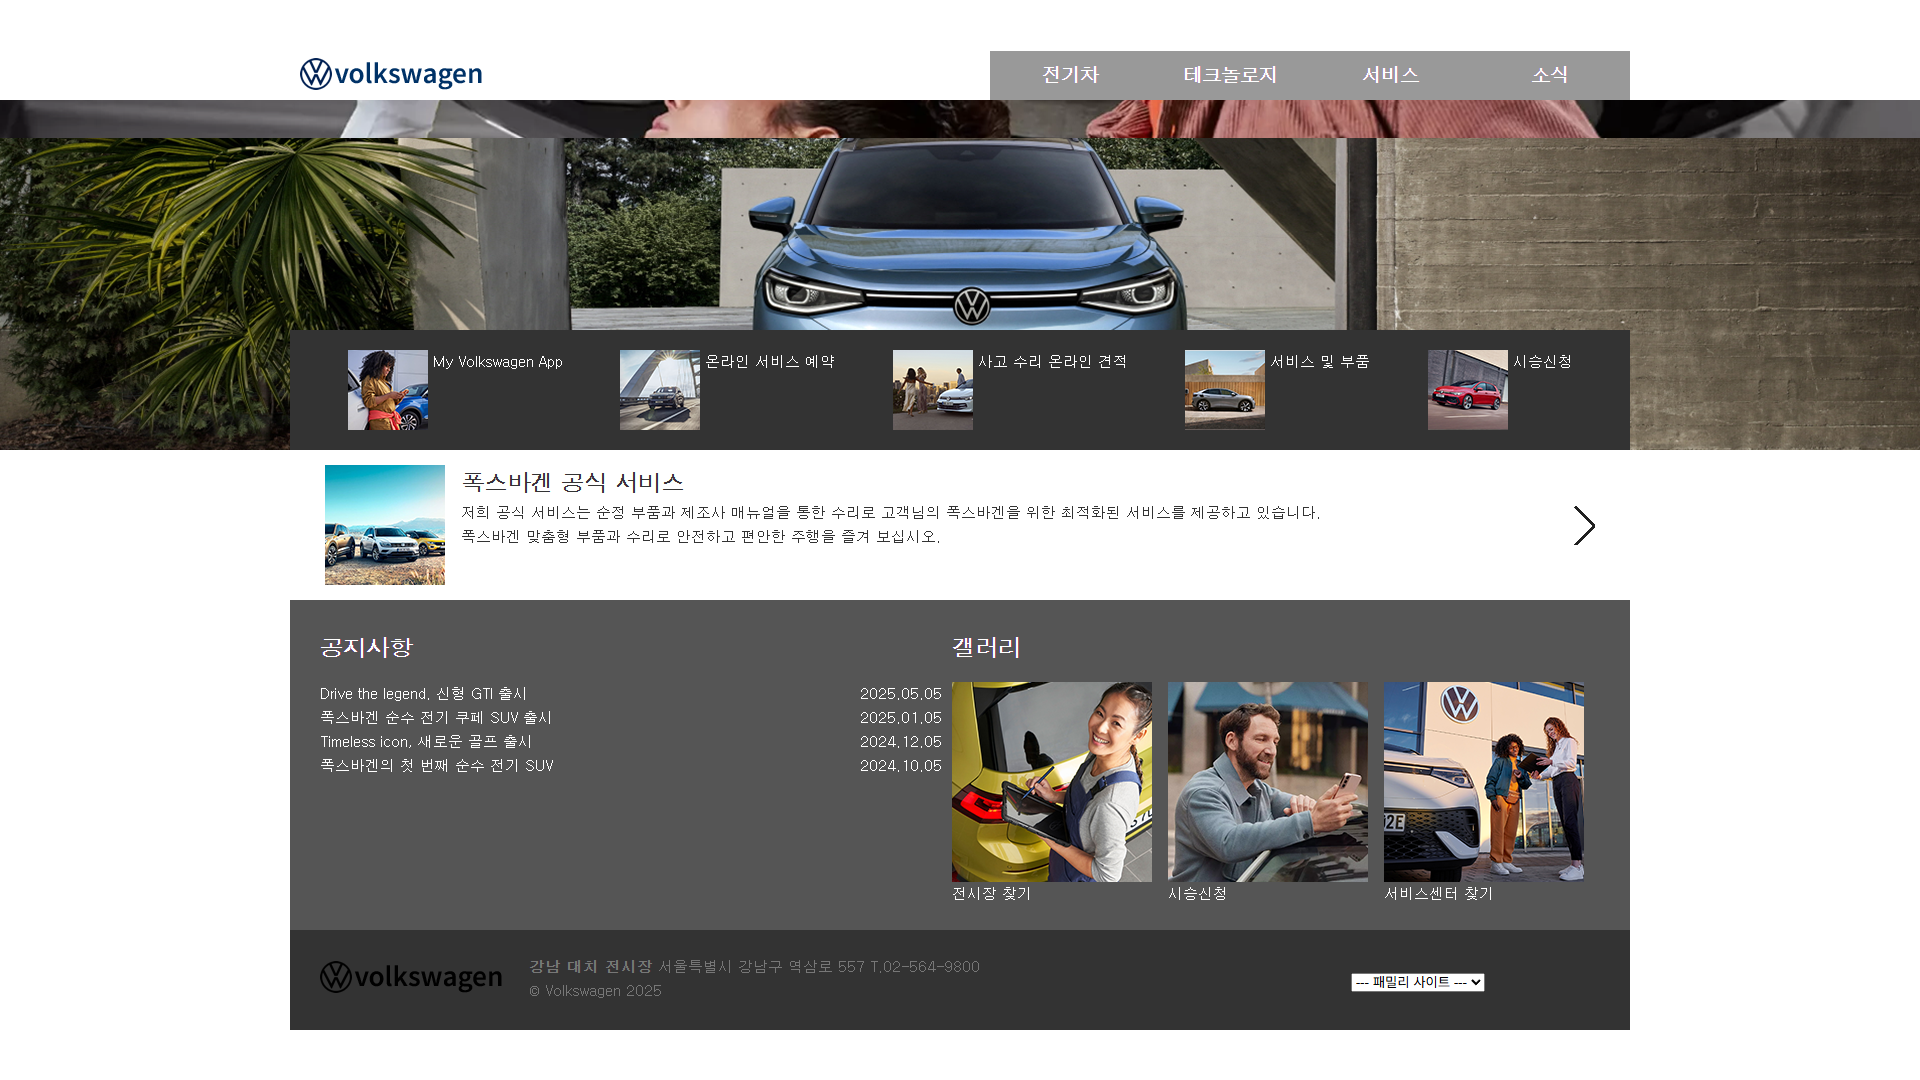 volkswagen
전기차 테크놀로지 서비스 소식
My Volkswagen App 온라인 서비스 예약 사고 수리 온라인 견적 서비스 및 부품 시승신청
폭스바겐 공식 서비스
저희 공식 서비스는 순정 부품과 제조사 매뉴얼을 통한 수리로 고객님의 폭스바겐을 위한 최적화된 서비스를 제공하고 있습니다.
폭스바겐 맞춤형 부품과 수리로 안전하고 편안한 주행을 즐겨 보십시오.
공지사항
Drive the legend. 신형 GTI 출시 2025.05.05
폭스바겐 순수 전기 쿠페 SUV 출시 2025.01.05
Timeless icon, 새로운 골프 출시 2024.12.05
폭스바겐의 첫 번째 순수 전기 SUV 2024.10.05
갤러리
전시장 찾기 시승신청 서비스센터 찾기
volkswagen
강남 대치 전시장 서울특별시 강남구 역삼로 557 T.02-564-9800
© Volkswagen 2025
--- 패밀리 사이트 ---